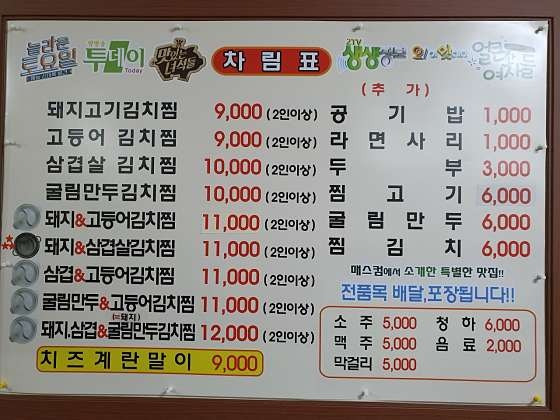 놀라운 토요일
생방송 투데이 Today
맛있는 녀석들
차림표
2TV 생생
돼지고기김치찜 9,000 (2인이상)
고등어 김치찜 9,000 (2인이상)
삼겹살 김치찜 10,000 (2인이상)
굴림만두김치찜 10,000 (2인이상)
돼지&고등어김치찜 11,000 (2인이상)
돼지&삼겹살김치찜 11,000 (2인이상)
삼겹&고등어김치찜 11,000 (2인이상)
굴림만두&고등어김치찜 11,000 (2인이상)
(=돼지)
돼지.삼겹&굴림만두김치찜 12,000 (2인이상)
치즈계란말이 9,000
(추 가)
공 기 밥 1,000
라 면 사 리 1,000
두 부 3,000
찜 고 기 6,000
굴 림 만 두 6,000
찜 김 치 6,000
매스컴에서 소개한 특별한 맛집!!
전품목 배달,포장됩니다!!
소 주 5,000 청 하 6,000
맥 주 5,000 음 료 2,000
막걸리 5,000